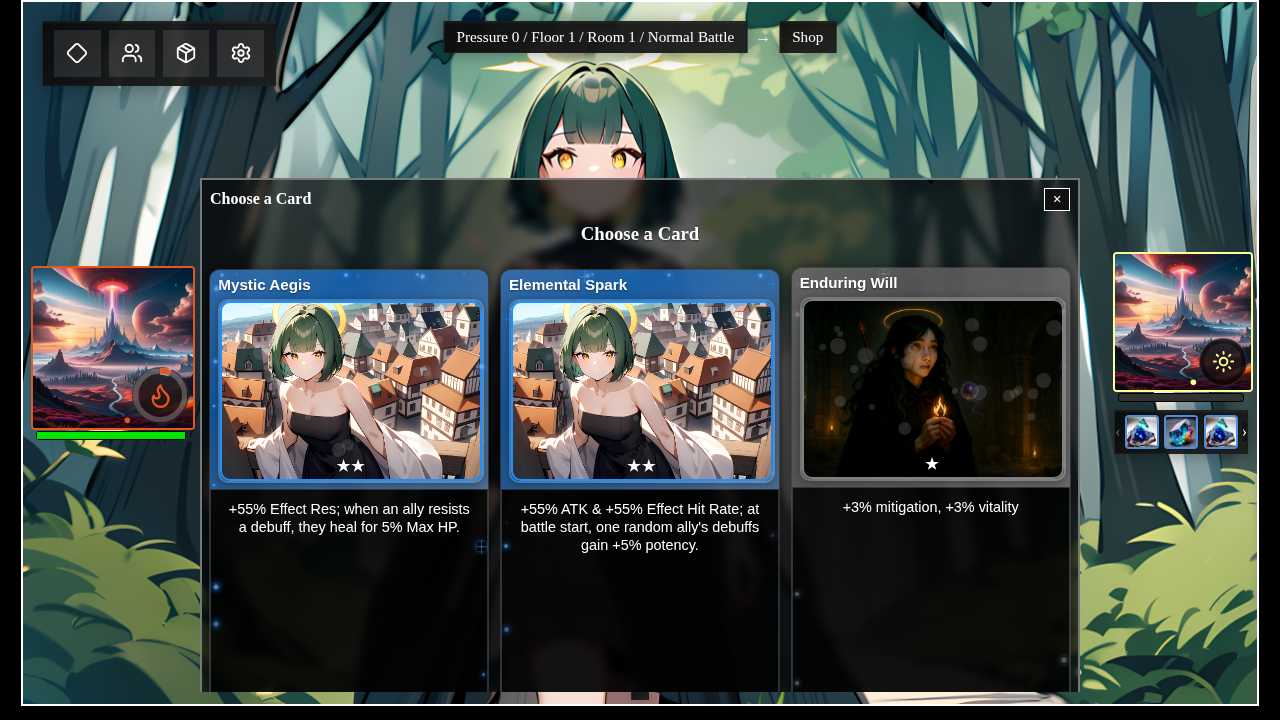 Pressure 0 / Floor 1 / Room 1 / Normal Battle → Shop
Choose a Card
×
Choose a Card
Mystic Aegis
★★
+55% Effect Res; when an ally resists
a debuff, they heal for 5% Max HP.
Elemental Spark
★★
+55% ATK & +55% Effect Hit Rate; at
battle start, one random ally's debuffs
gain +5% potency.
Enduring Will
★
+3% mitigation, +3% vitality
‹ ›